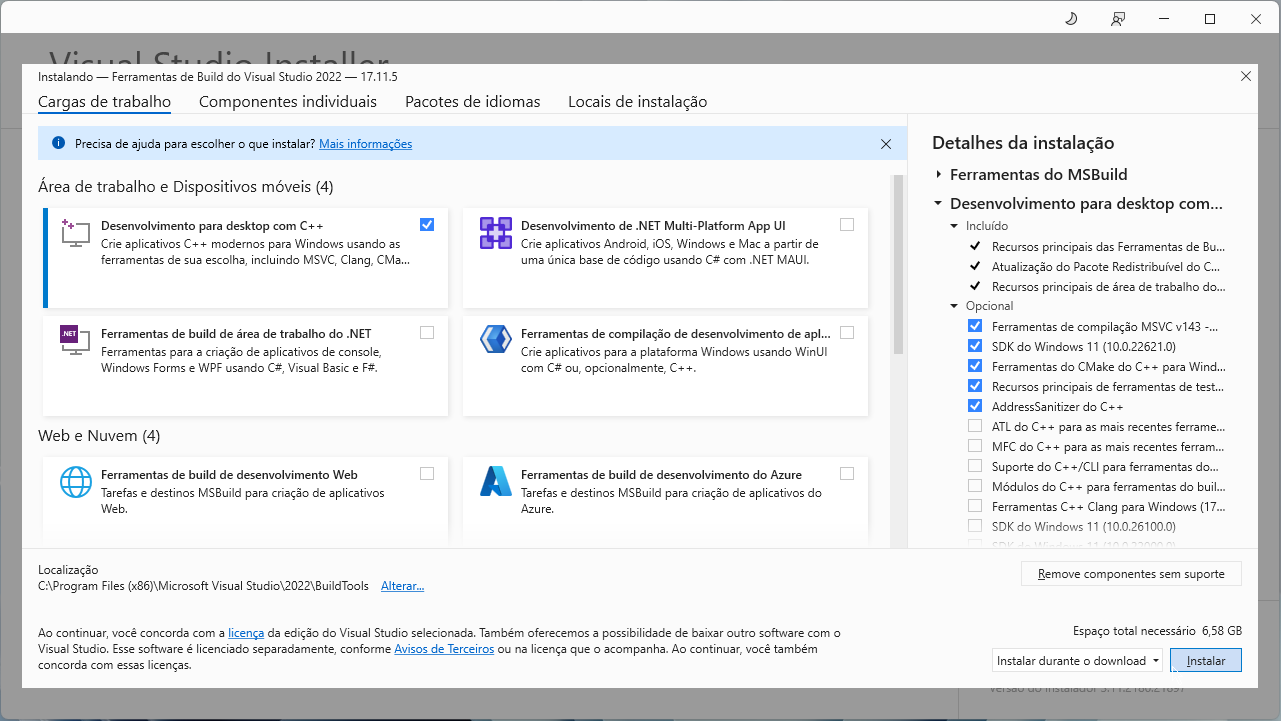 Visual Studio Installer
Instalando — Ferramentas de Build do Visual Studio 2022 — 17.11.5
Cargas de trabalho
Componentes individuais
Pacotes de idiomas
Locais de instalação
Precisa de ajuda para escolher o que instalar? Mais informações
Área de trabalho e Dispositivos móveis (4)
Desenvolvimento para desktop com C++
Crie aplicativos C++ modernos para Windows usando as
ferramentas de sua escolha, incluindo MSVC, Clang, CMa...
Desenvolvimento de .NET Multi-Platform App UI
Crie aplicativos Android, iOS, Windows e Mac a partir de
uma única base de código usando C# com .NET MAUI.
.NET
Ferramentas de build de área de trabalho do .NET
Ferramentas para a criação de aplicativos de console,
Windows Forms e WPF usando C#, Visual Basic e F#.
Ferramentas de compilação de desenvolvimento de apl...
Crie aplicativos para a plataforma Windows usando WinUI
com C# ou, opcionalmente, C++.
Web e Nuvem (4)
Ferramentas de build de desenvolvimento Web
Tarefas e destinos MSBuild para criação de aplicativos
Web.
Ferramentas de build de desenvolvimento do Azure
Tarefas e destinos MSBuild para criação de aplicativos do
Azure.
Detalhes da instalação
Ferramentas do MSBuild
Desenvolvimento para desktop com...
Incluído
Recursos principais das Ferramentas de Bu...
Atualização do Pacote Redistribuível do C...
Recursos principais de área de trabalho do...
Opcional
Ferramentas de compilação MSVC v143 -...
SDK do Windows 11 (10.0.22621.0)
Ferramentas do CMake do C++ para Wind...
Recursos principais de ferramentas de test...
AddressSanitizer do C++
ATL do C++ para as mais recentes ferrame...
MFC do C++ para as mais recentes ferram...
Suporte do C++/CLI para ferramentas do...
Módulos do C++ para ferramentas do buil...
Ferramentas C++ Clang para Windows (17...
SDK do Windows 11 (10.0.26100.0)
SDK do Windows 11 (10.0.22000.0)
Localização
C:\Program Files (x86)\Microsoft Visual Studio\2022\BuildTools Alterar...
Remove componentes sem suporte
Ao continuar, você concorda com a licença da edição do Visual Studio selecionada. Também oferecemos a possibilidade de baixar outro software com o
Visual Studio. Esse software é licenciado separadamente, conforme Avisos de Terceiros ou na licença que o acompanha. Ao continuar, você também
concorda com essas licenças.
Espaço total necessário 6,58 GB
Instalar durante o download
Instalar
Versão do Instalador 3.11.2180.21897